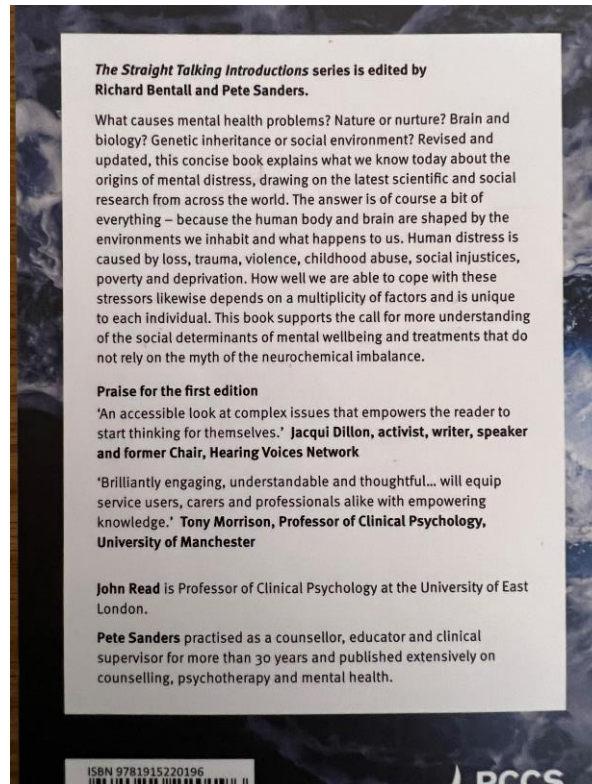 The Straight Talking Introductions series is edited by
Richard Bentall and Pete Sanders.
What causes mental health problems? Nature or nurture? Brain and
biology? Genetic inheritance or social environment? Revised and
updated, this concise book explains what we know today about the
origins of mental distress, drawing on the latest scientific and social
research from across the world. The answer is of course a bit of
everything – because the human body and brain are shaped by the
environments we inhabit and what happens to us. Human distress is
caused by loss, trauma, violence, childhood abuse, social injustices,
poverty and deprivation. How well we are able to cope with these
stressors likewise depends on a multiplicity of factors and is unique
to each individual. This book supports the call for more understanding
of the social determinants of mental wellbeing and treatments that do
not rely on the myth of the neurochemical imbalance.
Praise for the first edition
‘An accessible look at complex issues that empowers the reader to
start thinking for themselves.’ Jacqui Dillon, activist, writer, speaker
and former Chair, Hearing Voices Network
‘Brilliantly engaging, understandable and thoughtful... will equip
service users, carers and professionals alike with empowering
knowledge.’ Tony Morrison, Professor of Clinical Psychology,
University of Manchester
John Read is Professor of Clinical Psychology at the University of East
London.
Pete Sanders practised as a counsellor, educator and clinical
supervisor for more than 30 years and published extensively on
counselling, psychotherapy and mental health.
ISBN 9781915220196
PCCS